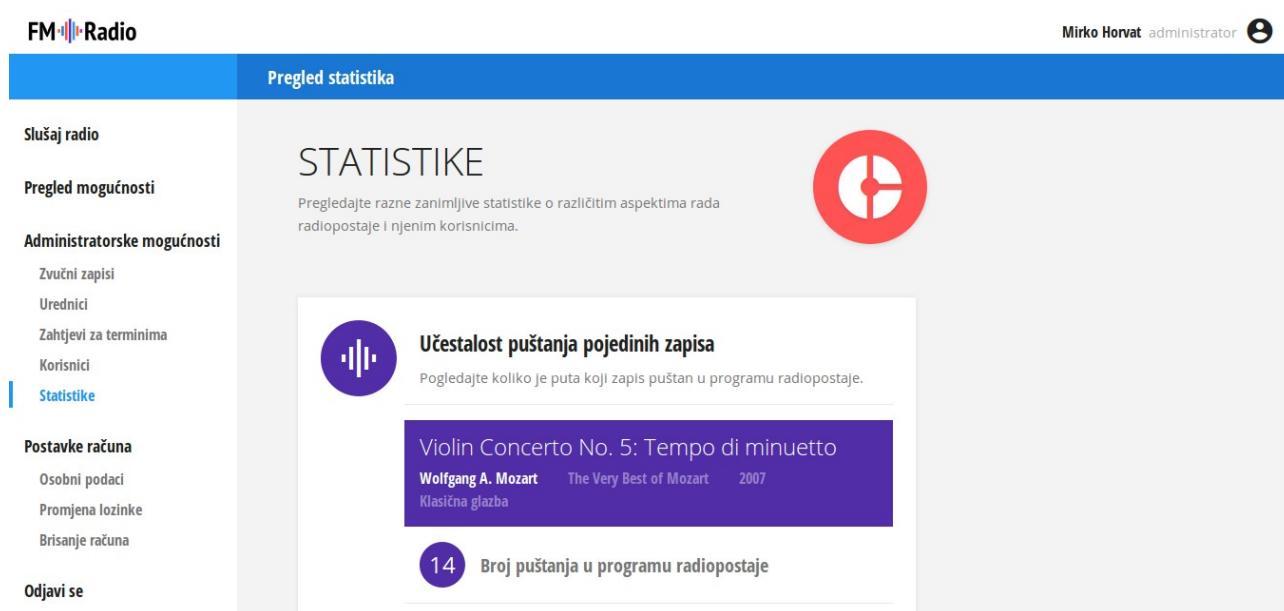 FM Radio
Mirko Horvat administrator
Pregled statistika
Slušaj radio
Pregled mogućnosti
Administratorske mogućnosti
Zvučni zapisi
Urednici
Zahtjevi za terminima
Korisnici
Statistike
Postavke računa
Osobni podaci
Promjena lozinke
Brisanje računa
Odjavi se
STATISTIKE
Pregledajte razne zanimljive statistike o različitim aspektima rada
radiopostaje i njenim korisnicima.
Učestalost puštanja pojedinih zapisa
Pogledajte koliko je puta koji zapis puštan u programu radiopostaje.
Violin Concerto No. 5: Tempo di minuetto
Wolfgang A. Mozart The Very Best of Mozart 2007
Klasična glazba
14 Broj puštanja u programu radiopostaje